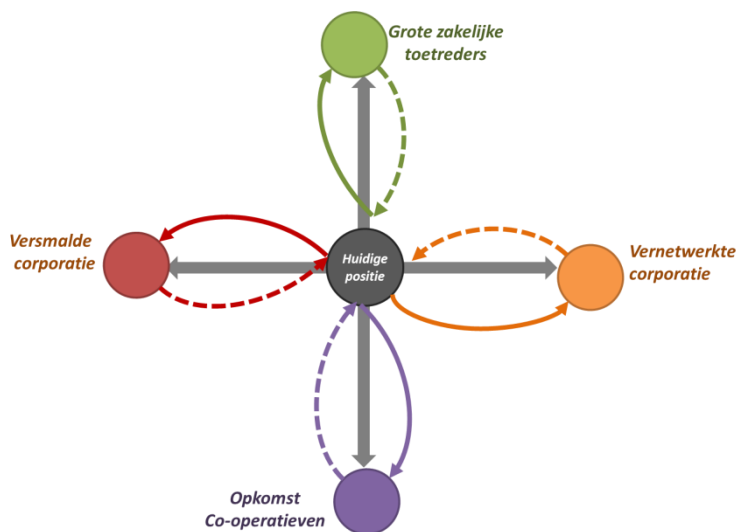 Grote zakelijke
toetreders
Versmalde
corporatie
Huidige
positie
Vernetwerkte
corporatie
Opkomst
Co-operatieven